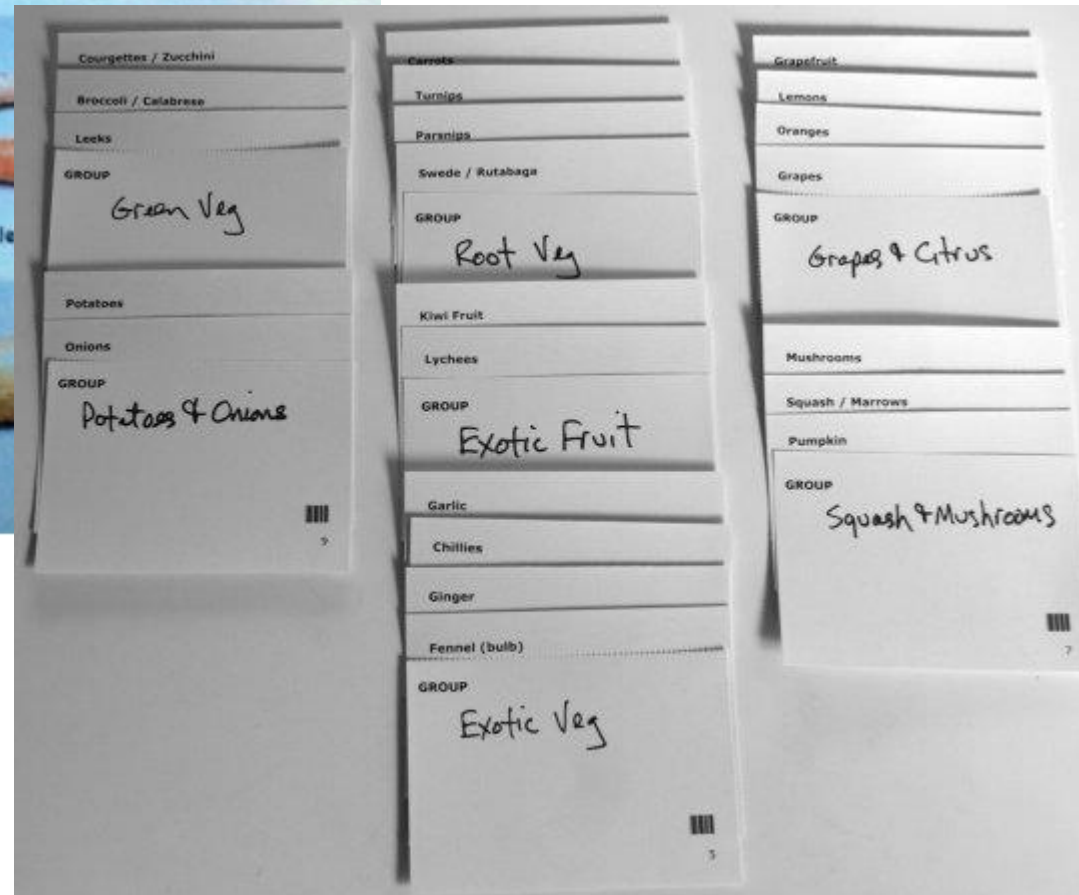 le
Courgettes / Zucchini
Broccoli / Calabrese
Leeks
GROUP
Green Veg
Potatoes
Onions
GROUP
Potatoes & Onions
9
Carrots
Turnips
Parsnips
Swede / Rutabaga
GROUP
Root Veg
Kiwi Fruit
Lychees
GROUP
Exotic Fruit
Garlic
Chillies
Ginger
Fennel (bulb)
GROUP
Exotic Veg
Grapefruit
Lemons
Oranges
Grapes
GROUP
Grapes & Citrus
Mushrooms
Squash / Marrows
Pumpkin
GROUP
Squash & Mushrooms
7